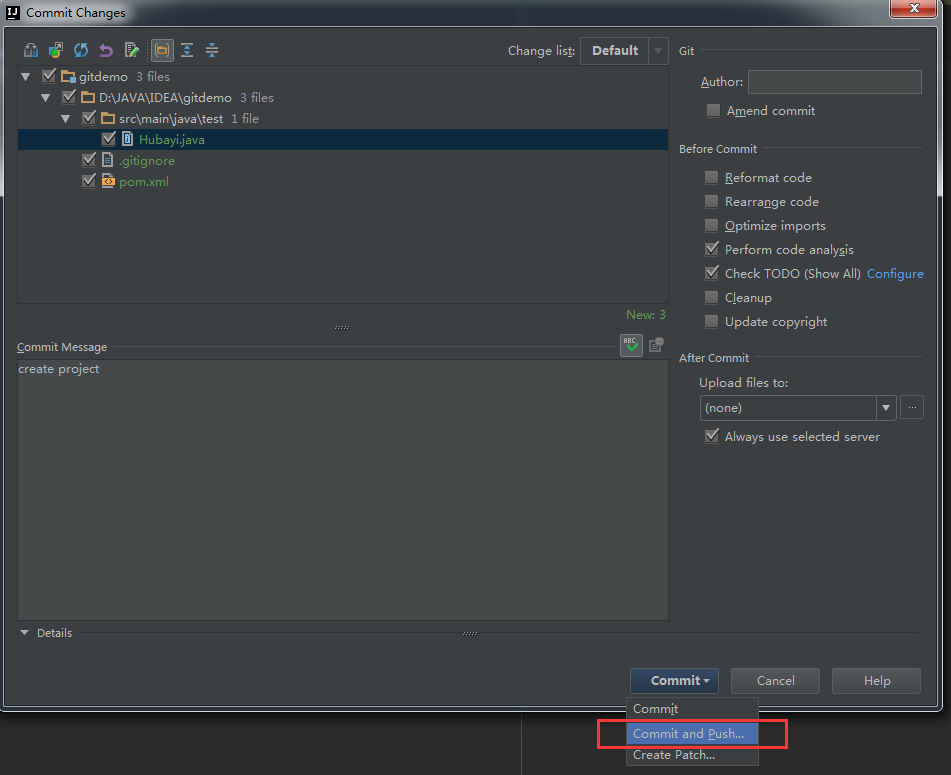 IJ Commit Changes
Change list: Default
gitdemo 3 files
D:\JAVA\IDEA\gitdemo 3 files
src\main\java\test 1 file
Hubayi.java
.gitignore
pom.xml
New: 3
Commit Message
ABC
create project
Details
Git
Author:
Amend commit
Before Commit
Reformat code
Rearrange code
Optimize imports
Perform code analysis
Check TODO (Show All) Configure
Cleanup
Update copyright
After Commit
Upload files to:
(none) ...
Always use selected server
Commit Cancel Help
Commit
Commit and Push...
Create Patch...